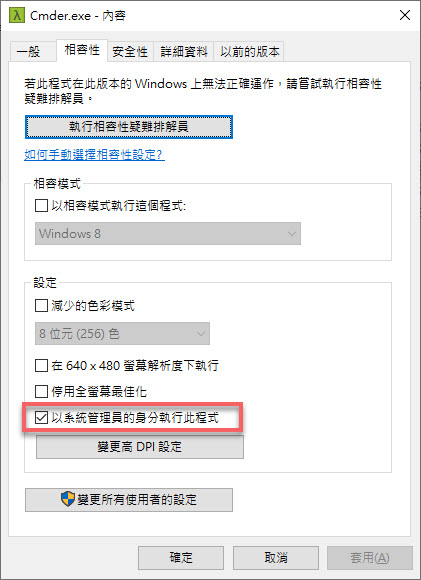 Cmder.exe - 內容
一般
相容性
安全性
詳細資料
以前的版本
若此程式在此版本的 Windows 上無法正確運作，請嘗試執行相容性
疑難排解員。
執行相容性疑難排解員
如何手動選擇相容性設定?
相容模式
以相容模式執行這個程式:
Windows 8
設定
減少的色彩模式
8 位元 (256) 色
在 640 x 480 螢幕解析度下執行
停用全螢幕最佳化
以系統管理員的身分執行此程式
變更高 DPI 設定
變更所有使用者的設定
確定
取消
套用(A)